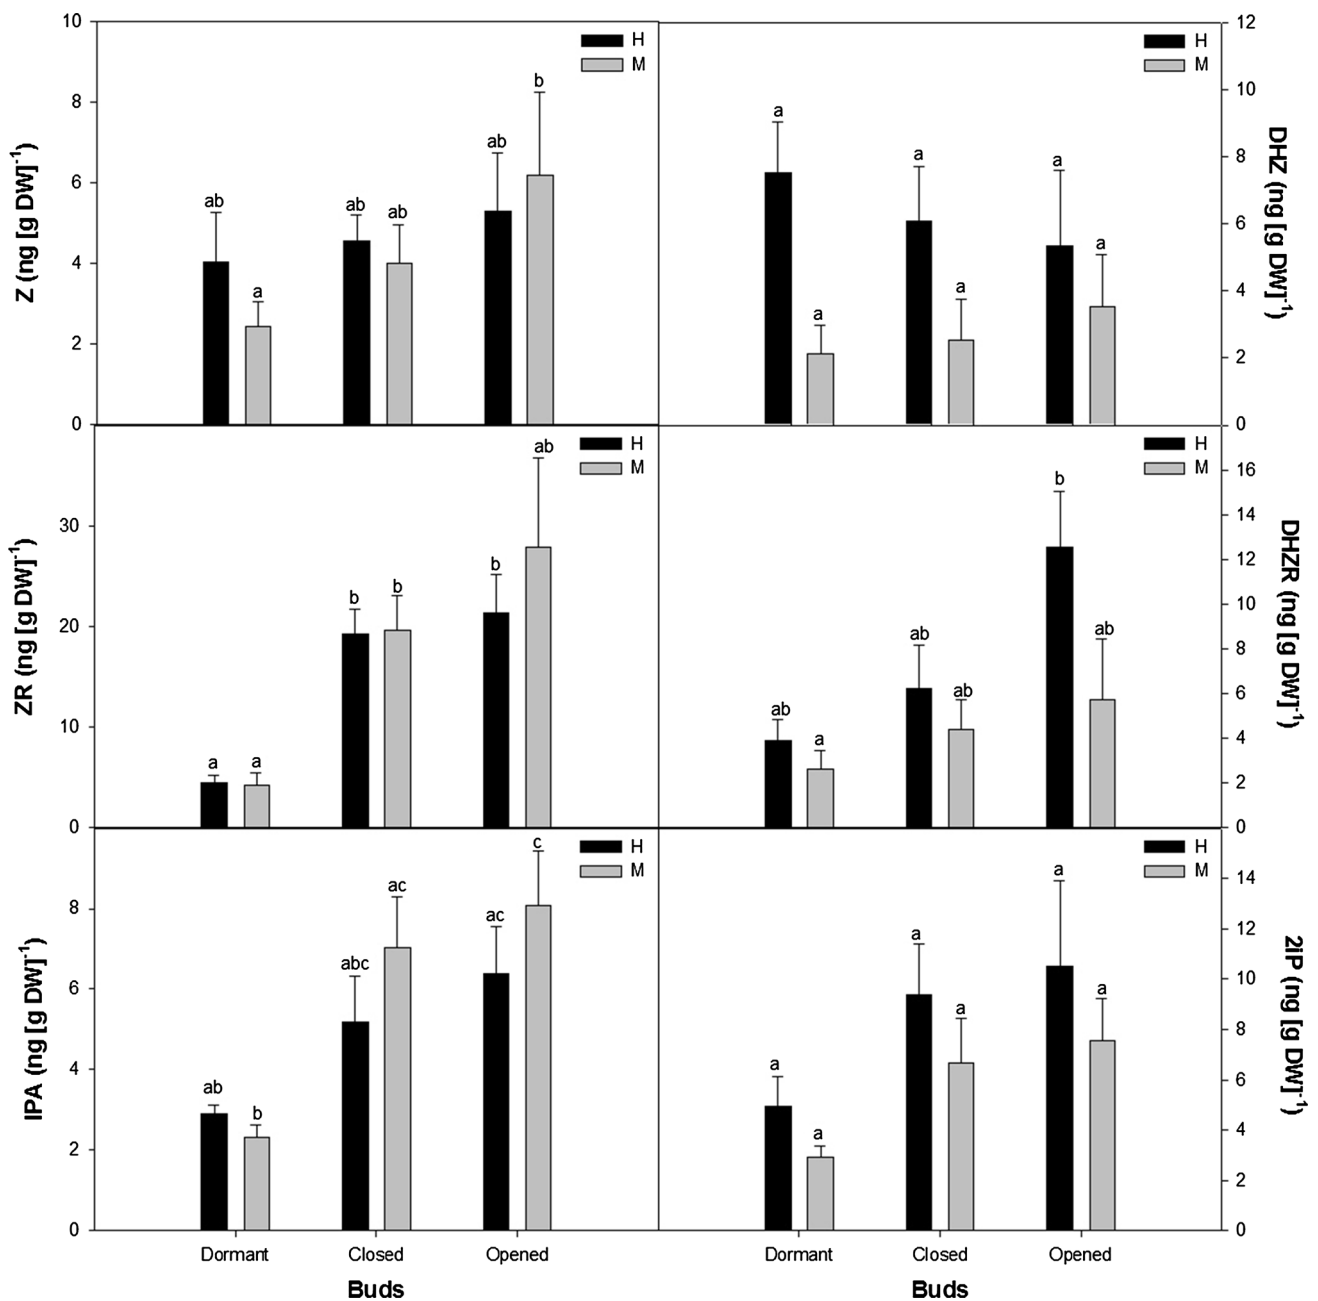 10
8
6
4
2
0
Z (ng [g DW]⁻¹)
H
M
ab
a
ab
ab
ab
b
12
10
8
6
4
2
0
DHZ (ng [g DW]⁻¹)
H
M
a
a
a
a
a
a
30
20
10
0
ZR (ng [g DW]⁻¹)
H
M
a
a
b
b
b
ab
16
14
12
10
8
6
4
2
0
DHZR (ng [g DW]⁻¹)
H
M
ab
a
ab
ab
b
ab
8
6
4
2
0
IPA (ng [g DW]⁻¹)
H
M
ab
b
abc
ac
ac
c
Dormant Closed Opened
Buds
14
12
10
8
6
4
2
0
2iP (ng [g DW]⁻¹)
H
M
a
a
a
a
a
a
Dormant Closed Opened
Buds